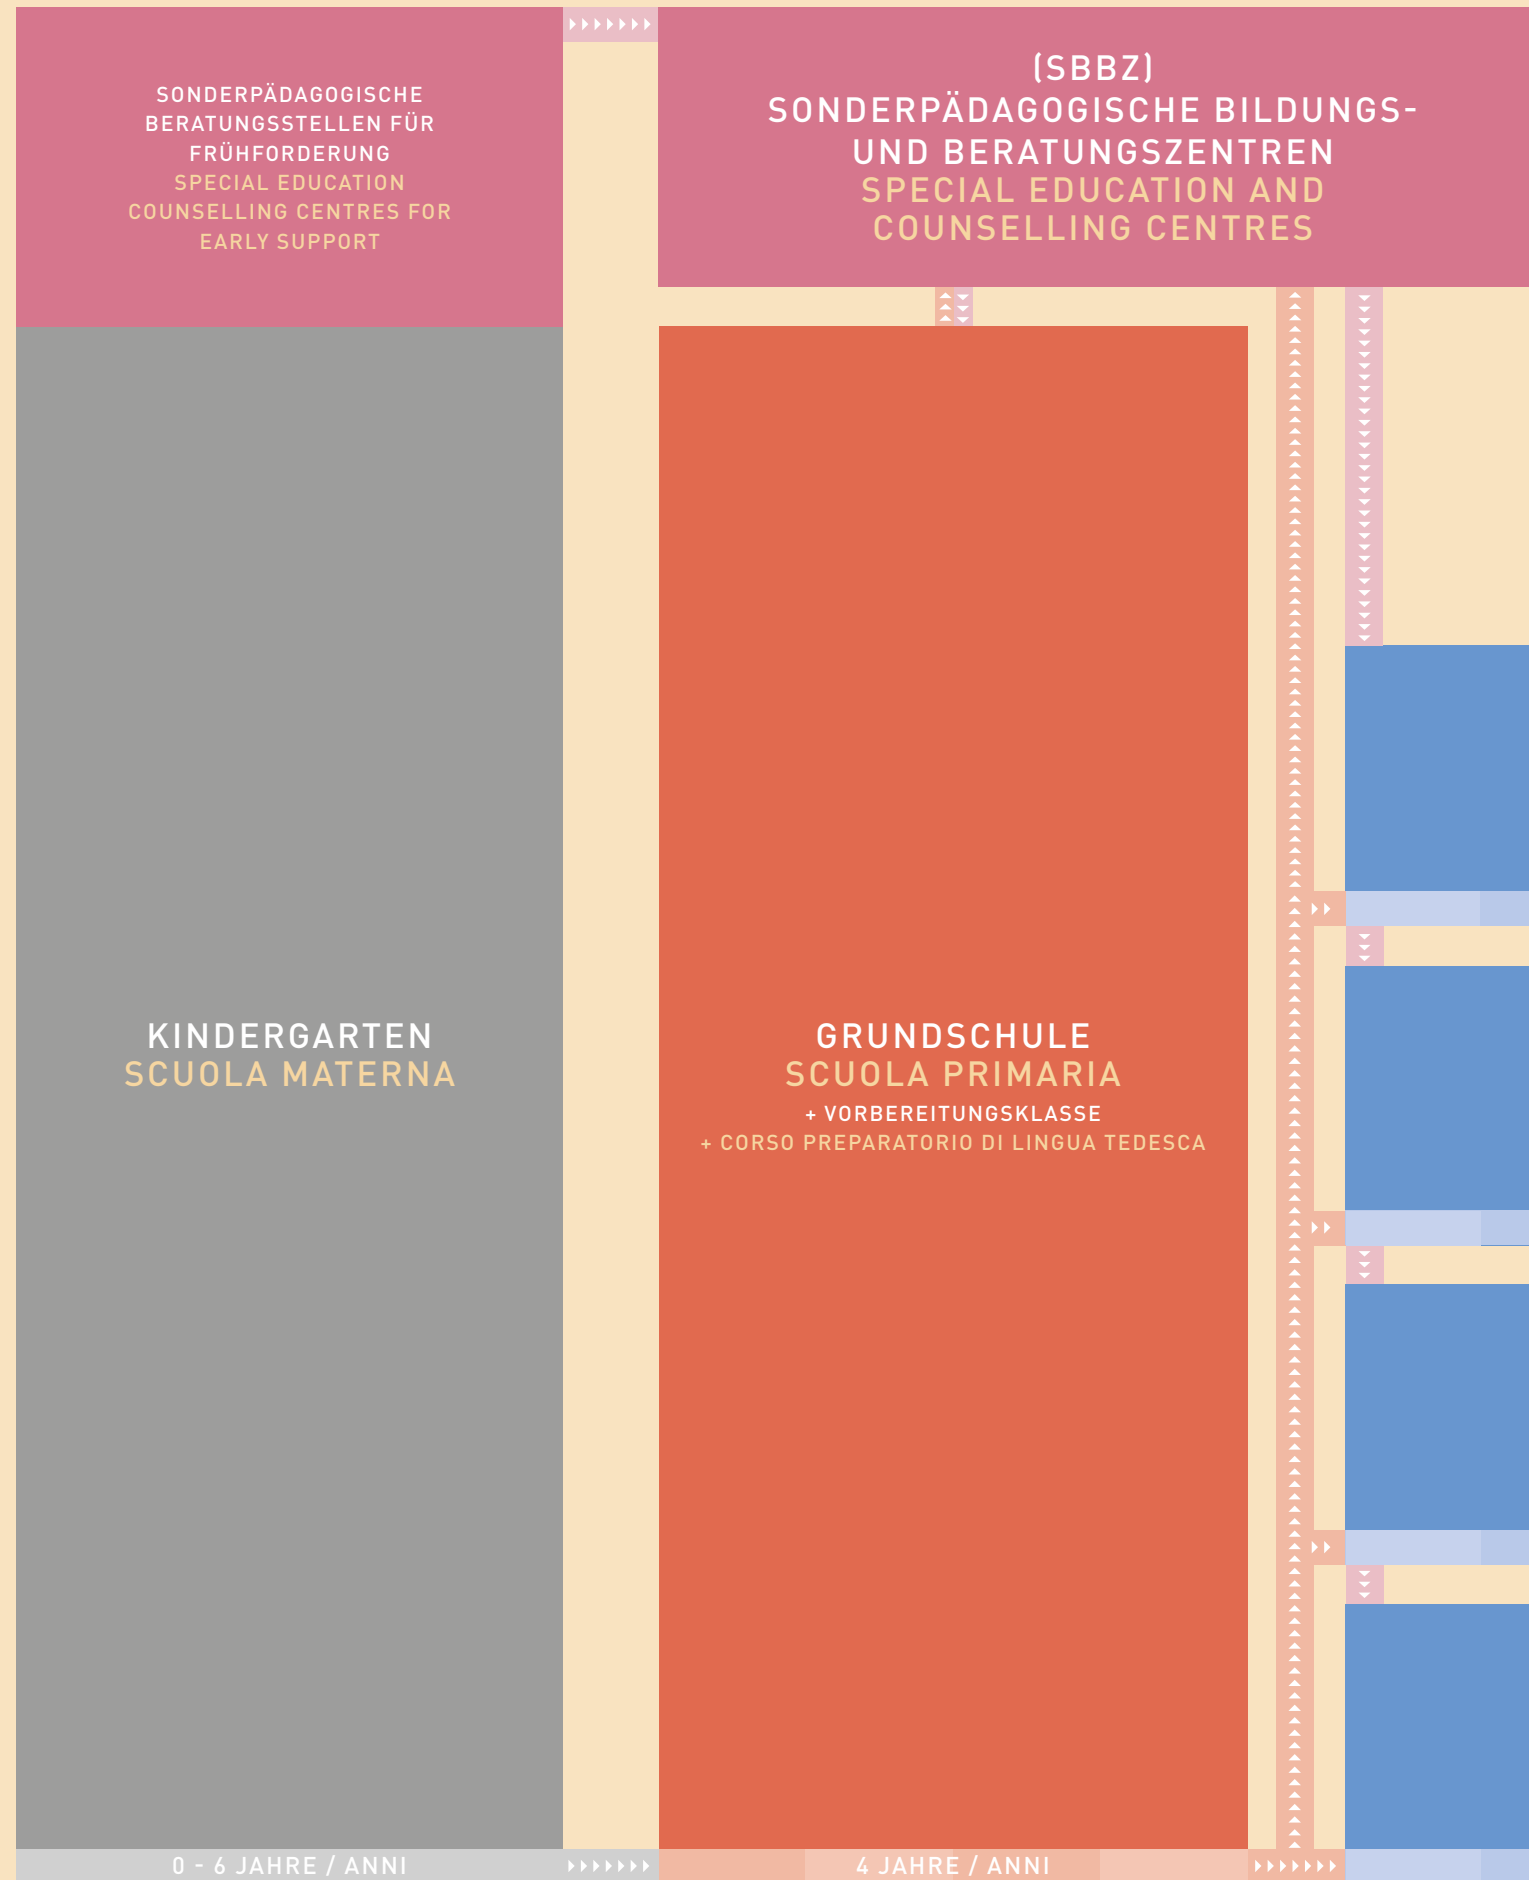 SONDERPÄDAGOGISCHE
BERATUNGSSTELLEN FÜR
FRÜHFORDERUNG
SPECIAL EDUCATION
COUNSELLING CENTRES FOR
EARLY SUPPORT
(SBBZ)
SONDERPÄDAGOGISCHE BILDUNGS-
UND BERATUNGSZENTREN
SPECIAL EDUCATION AND
COUNSELLING CENTRES
KINDERGARTEN
SCUOLA MATERNA
GRUNDSCHULE
SCUOLA PRIMARIA
+ VORBEREITUNGSKLASSE
+ CORSO PREPARATORIO DI LINGUA TEDESCA
0 - 6 JAHRE / ANNI
4 JAHRE / ANNI